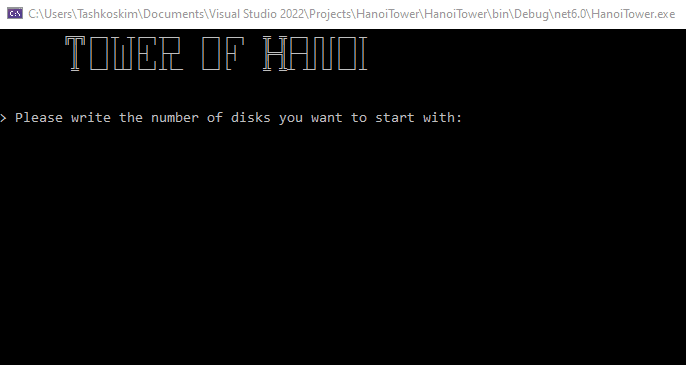 C:\Users\Tashkoskim\Documents\Visual Studio 2022\Projects\HanoiTower\HanoiTower\bin\Debug\net6.0\HanoiTower.exe
TOWER OF HANOI
> Please write the number of disks you want to start with: